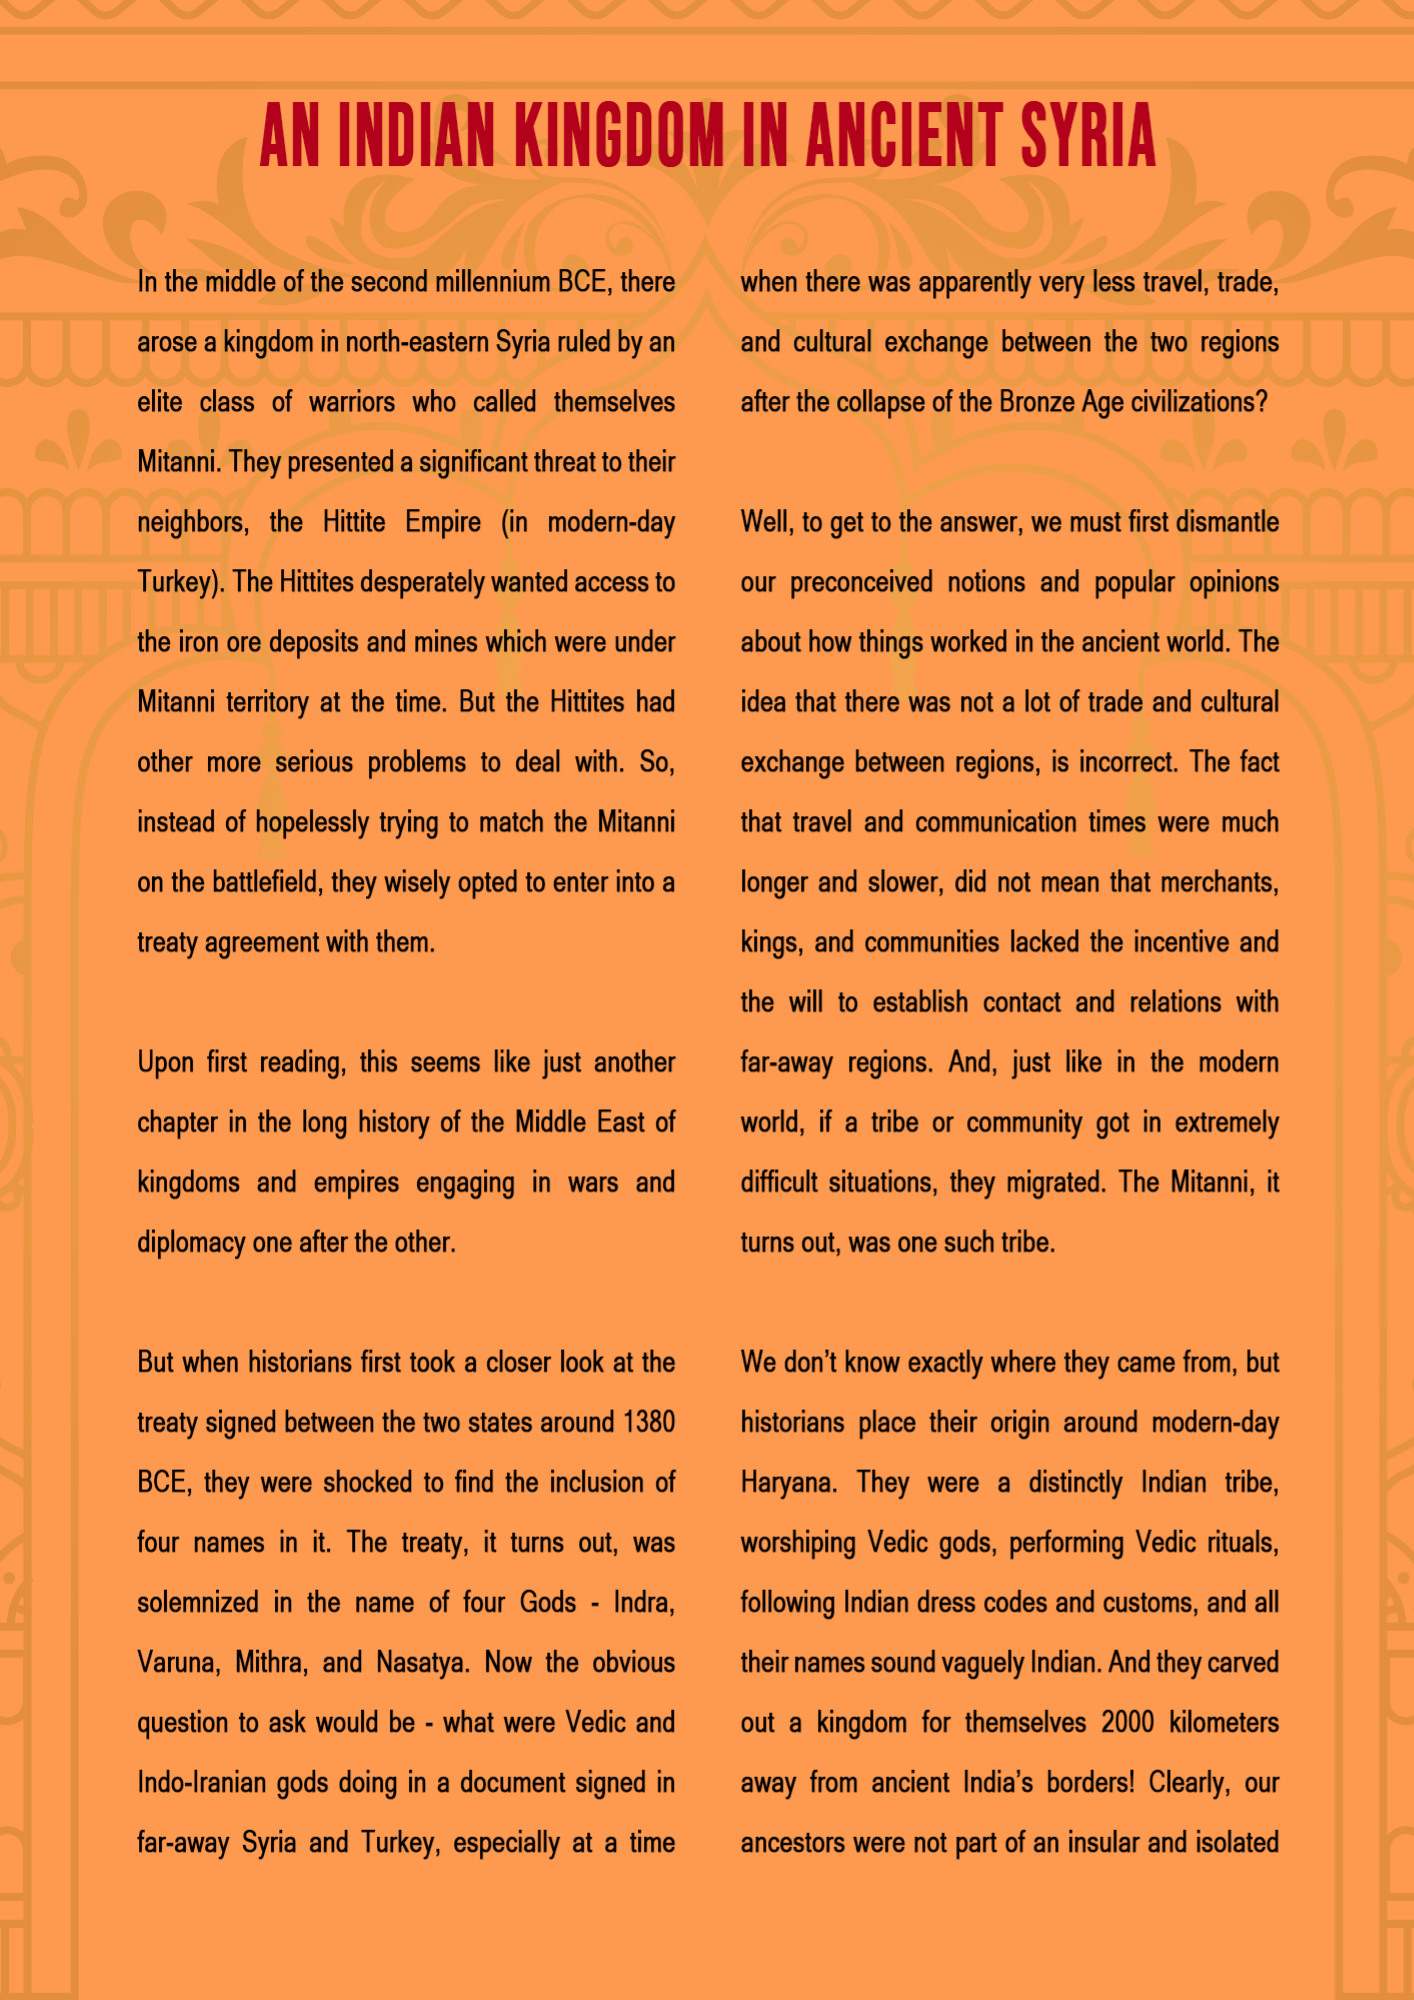 AN INDIAN KINGDOM IN ANCIENT SYRIA
In the middle of the second millennium BCE, there
arose a kingdom in north-eastern Syria ruled by an
elite class of warriors who called themselves
Mitanni. They presented a significant threat to their
neighbors, the Hittite Empire (in modern-day
Turkey). The Hittites desperately wanted access to
the iron ore deposits and mines which were under
Mitanni territory at the time. But the Hittites had
other more serious problems to deal with. So,
instead of hopelessly trying to match the Mitanni
on the battlefield, they wisely opted to enter into a
treaty agreement with them.
Upon first reading, this seems like just another
chapter in the long history of the Middle East of
kingdoms and empires engaging in wars and
diplomacy one after the other.
But when historians first took a closer look at the
treaty signed between the two states around 1380
BCE, they were shocked to find the inclusion of
four names in it. The treaty, it turns out, was
solemnized in the name of four Gods - Indra,
Varuna, Mithra, and Nasatya. Now the obvious
question to ask would be - what were Vedic and
Indo-Iranian gods doing in a document signed in
far-away Syria and Turkey, especially at a time
when there was apparently very less travel, trade,
and cultural exchange between the two regions
after the collapse of the Bronze Age civilizations?
Well, to get to the answer, we must first dismantle
our preconceived notions and popular opinions
about how things worked in the ancient world. The
idea that there was not a lot of trade and cultural
exchange between regions, is incorrect. The fact
that travel and communication times were much
longer and slower, did not mean that merchants,
kings, and communities lacked the incentive and
the will to establish contact and relations with
far-away regions. And, just like in the modern
world, if a tribe or community got in extremely
difficult situations, they migrated. The Mitanni, it
turns out, was one such tribe.
We don’t know exactly where they came from, but
historians place their origin around modern-day
Haryana. They were a distinctly Indian tribe,
worshiping Vedic gods, performing Vedic rituals,
following Indian dress codes and customs, and all
their names sound vaguely Indian. And they carved
out a kingdom for themselves 2000 kilometers
away from ancient India’s borders! Clearly, our
ancestors were not part of an insular and isolated